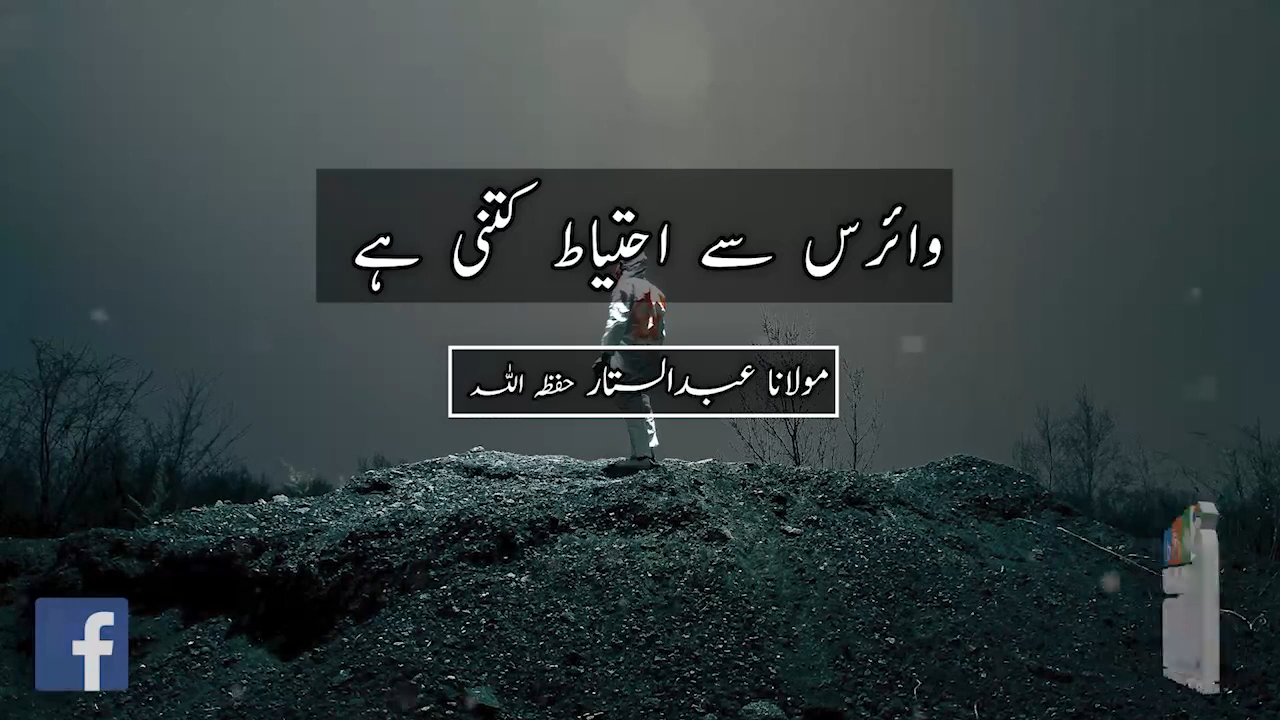 وائرس سے احتیاط کتنی ہے
مولانا عبدالستار حفظہ اللہ
f